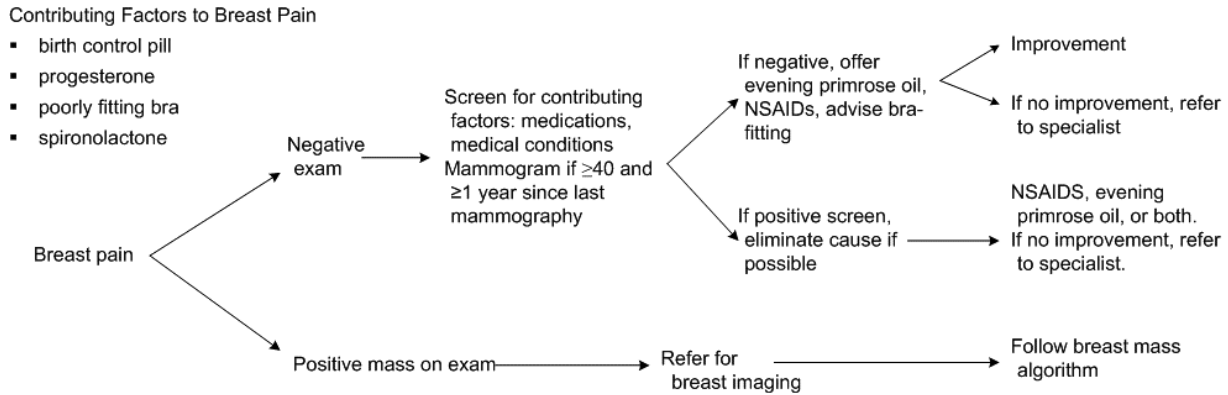 Contributing Factors to Breast Pain
▪ birth control pill
▪ progesterone
▪ poorly fitting bra
▪ spironolactone
Breast pain
Negative
exam
Screen for contributing
factors: medications,
medical conditions
Mammogram if ≥40 and
≥1 year since last
mammography
If negative, offer
evening primrose oil,
NSAIDs, advise bra-
fitting
Improvement
If no improvement, refer
to specialist
If positive screen,
eliminate cause if
possible
NSAIDS, evening
primrose oil, or both.
If no improvement, refer
to specialist.
Positive mass on exam
Refer for
breast imaging
Follow breast mass
algorithm